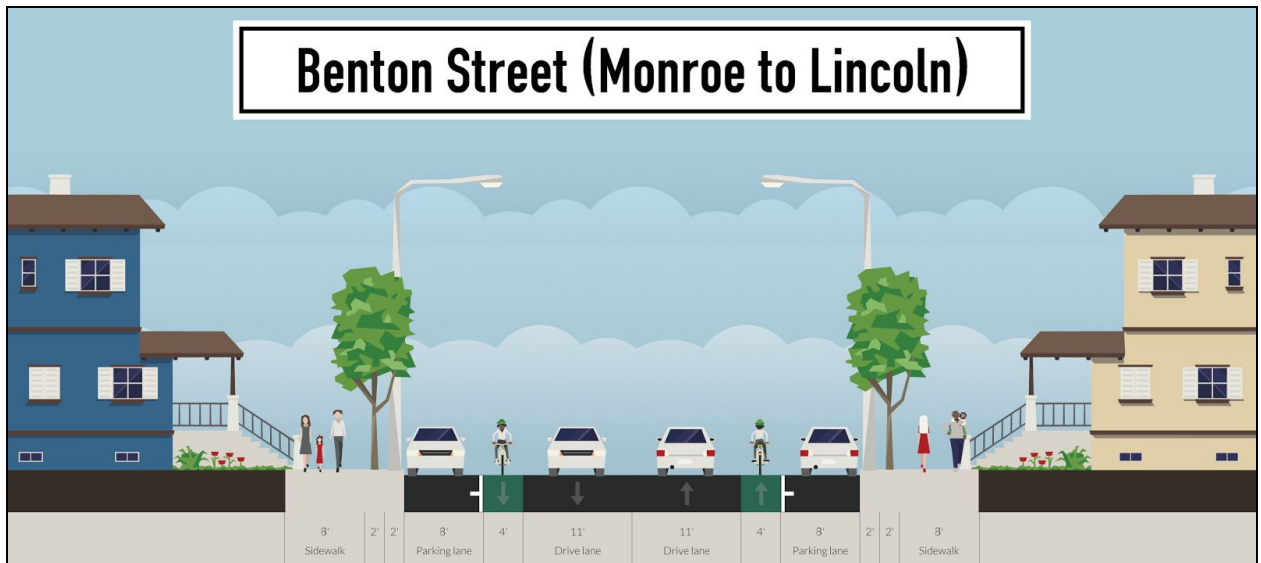 Benton Street (Monroe to Lincoln)
8' 2' 2' 8' 4' 11' 11' 4' 8' 2' 2' 8'
Sidewalk Parking lane Drive lane Drive lane Parking lane Sidewalk